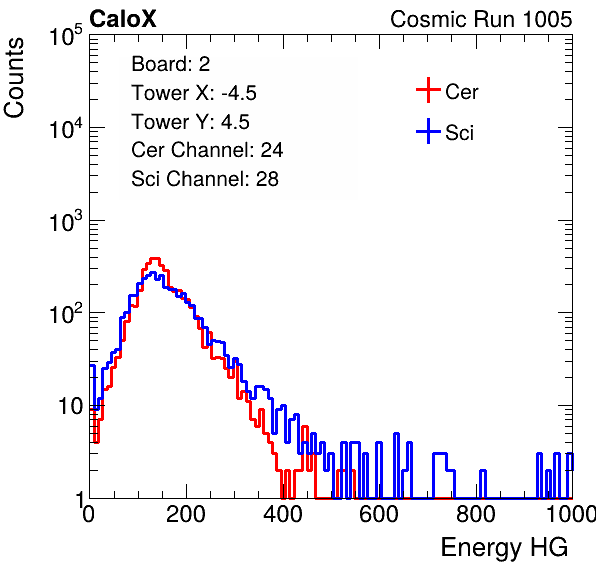 CaloX Cosmic Run 1005
Counts
10^5
10^4
10^3
10^2
10
1
Board: 2
Tower X: -4.5
Tower Y: 4.5
Cer Channel: 24
Sci Channel: 28
Cer
Sci
0 200 400 600 800 1000
Energy HG